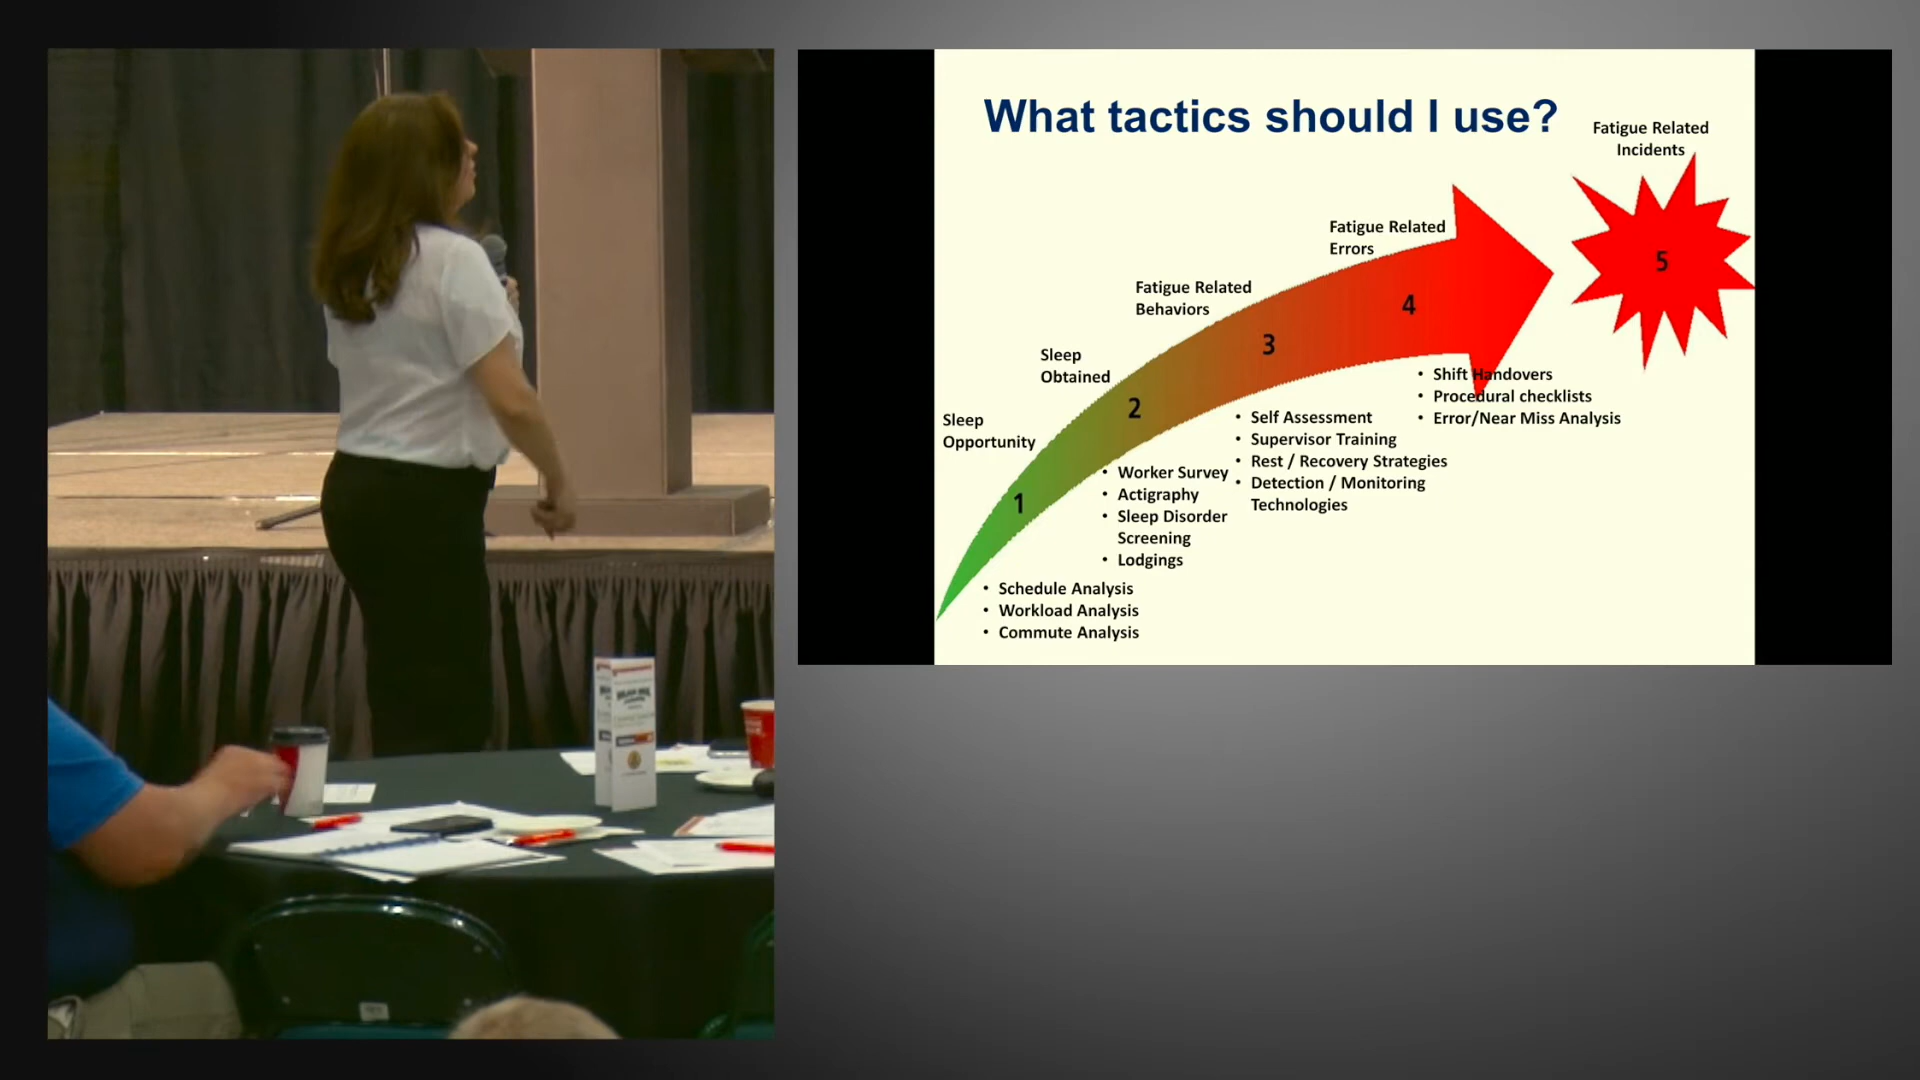 What tactics should I use?
Fatigue Related
Incidents
5
Fatigue Related
Errors
4
Fatigue Related
Behaviors
3
Sleep
Obtained
2
Sleep
Opportunity
1
• Shift Handovers
• Procedural checklists
• Error/Near Miss Analysis
• Self Assessment
• Supervisor Training
• Rest / Recovery Strategies
• Detection / Monitoring
Technologies
• Worker Survey
• Actigraphy
• Sleep Disorder
Screening
• Lodgings
• Schedule Analysis
• Workload Analysis
• Commute Analysis